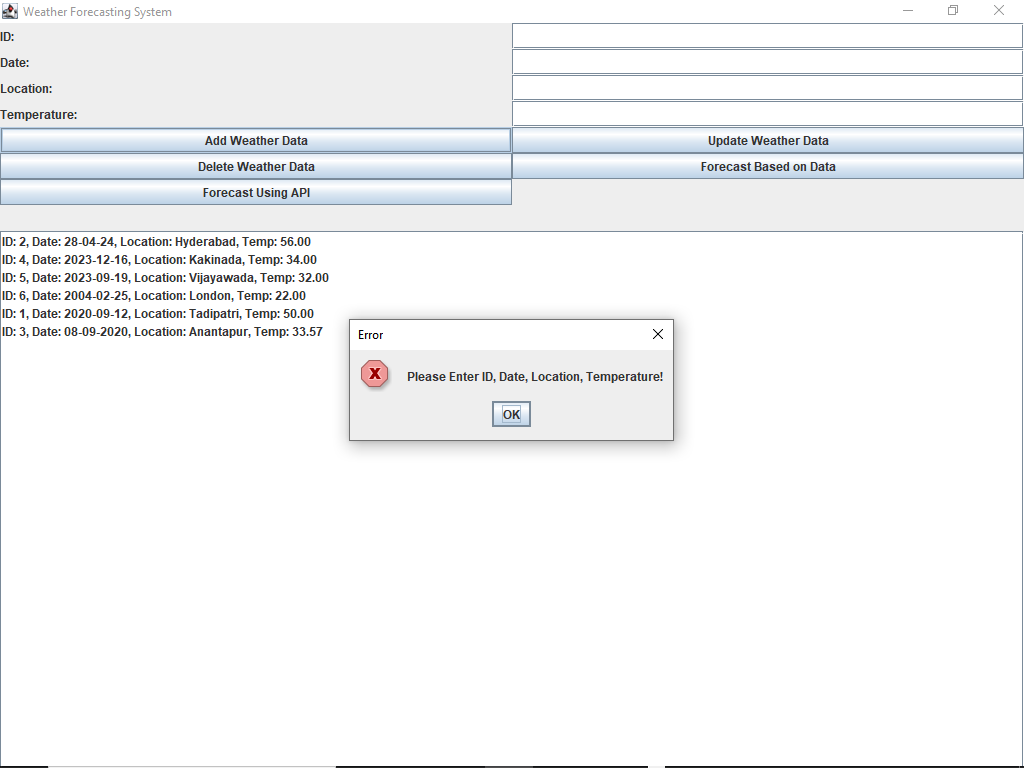 Weather Forecasting System
ID:
Date:
Location:
Temperature:
Add Weather Data
Update Weather Data
Delete Weather Data
Forecast Based on Data
Forecast Using API
ID: 2, Date: 28-04-24, Location: Hyderabad, Temp: 56.00
ID: 4, Date: 2023-12-16, Location: Kakinada, Temp: 34.00
ID: 5, Date: 2023-09-19, Location: Vijayawada, Temp: 32.00
ID: 6, Date: 2004-02-25, Location: London, Temp: 22.00
ID: 1, Date: 2020-09-12, Location: Tadipatri, Temp: 50.00
ID: 3, Date: 08-09-2020, Location: Anantapur, Temp: 33.57
Error
Please Enter ID, Date, Location, Temperature!
OK